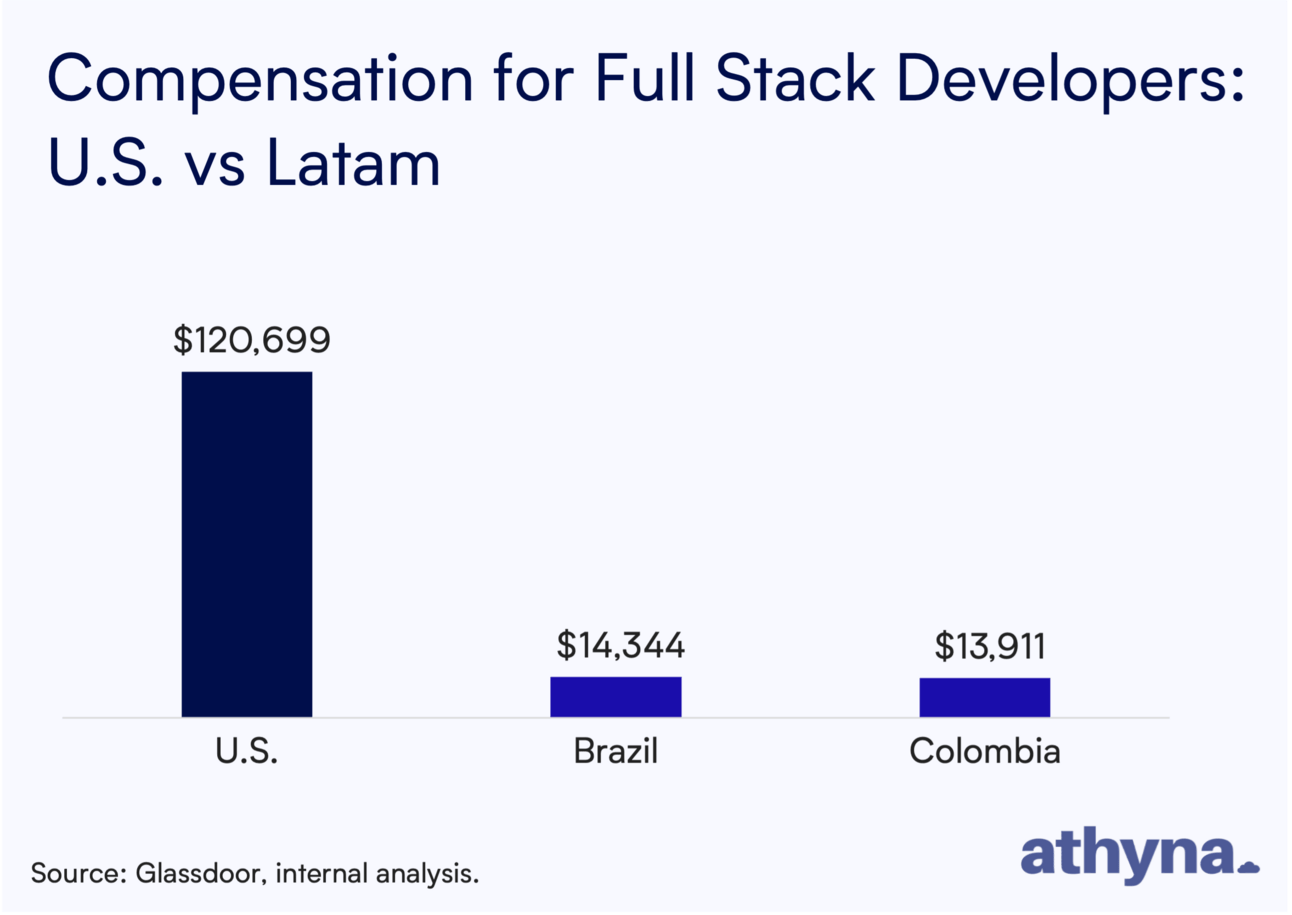 Compensation for Full Stack Developers:
U.S. vs Latam
$120,699
$14,344
$13,911
U.S.
Brazil
Colombia
Source: Glassdoor, internal analysis.
athyna